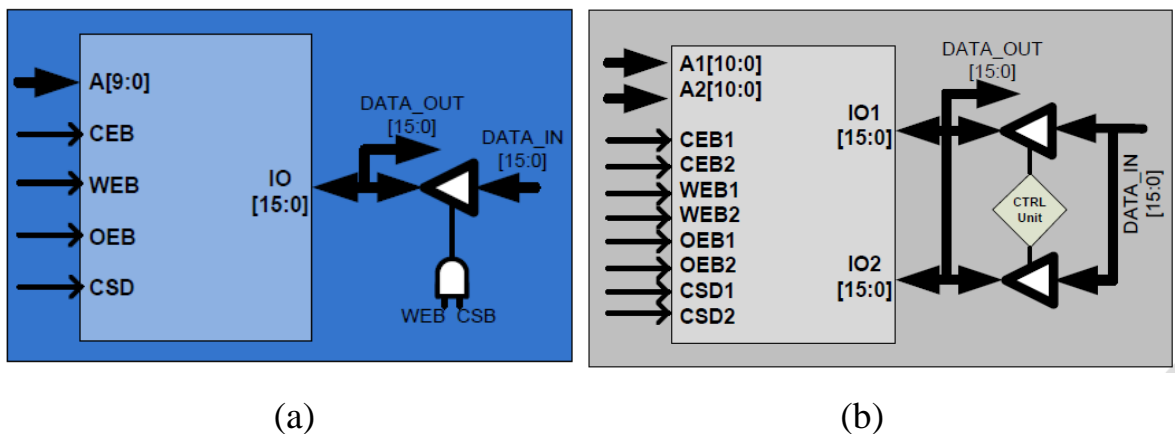 A[9:0]
CEB
WEB
OEB
CSD
IO
[15:0]
DATA_OUT
[15:0]
DATA_IN
[15:0]
WEB CSB
(a)
A1[10:0]
A2[10:0]
CEB1
CEB2
WEB1
WEB2
OEB1
OEB2
CSD1
CSD2
IO1
[15:0]
IO2
[15:0]
DATA_OUT
[15:0]
CTRL
Unit
DATA_IN
[15:0]
(b)